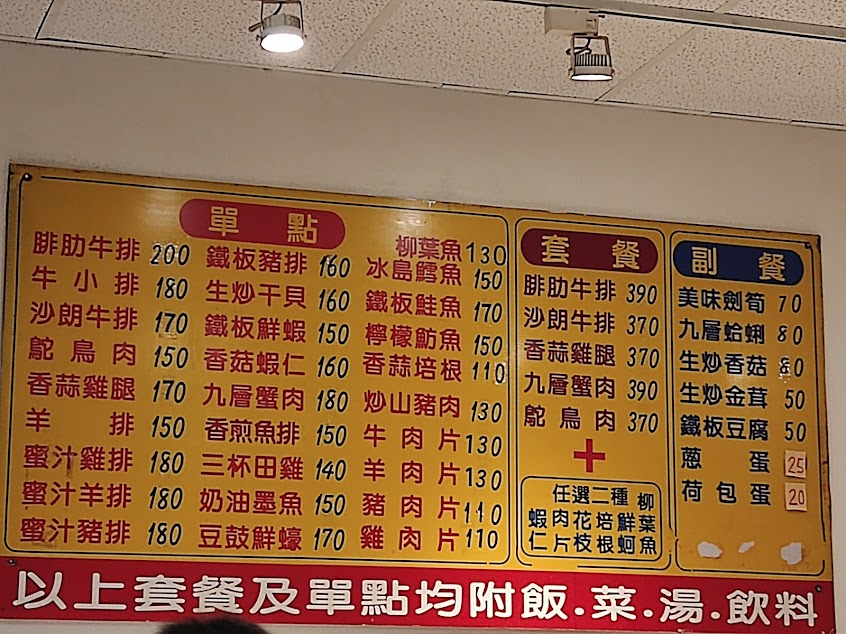 單點
腓肋牛排 200
牛小排 180
沙朗牛排 170
鴕鳥肉 150
香蒜雞腿 170
羊排 150
蜜汁雞排 180
蜜汁羊排 180
蜜汁豬排 180
鐵板豬排 160
生炒干貝 160
鐵板鮮蝦 150
香菇蝦仁 160
九層蟹肉 180
香煎魚排 150
三杯田雞 140
奶油墨魚 150
豆鼓鮮蠔 170
柳葉魚 130
冰島鱈魚 150
鐵板鮭魚 170
檸檬魴魚 150
香蒜培根 110
炒山豬肉 130
牛肉片 130
羊肉片 130
豬肉片 110
雞肉片 110
套餐
腓肋牛排 390
沙朗牛排 370
香蒜雞腿 370
九層蟹肉 390
鴕鳥肉 370
+
任選二種
柳葉魚
鮮蚵
培根
花枝
肉片
蝦仁
副餐
美味劍筍 70
九層蛤蜊 80
生炒香菇 80
生炒金茸 50
鐵板豆腐 50
蔥蛋 25
荷包蛋 20
以上套餐及單點均附飯.菜.湯.飲料